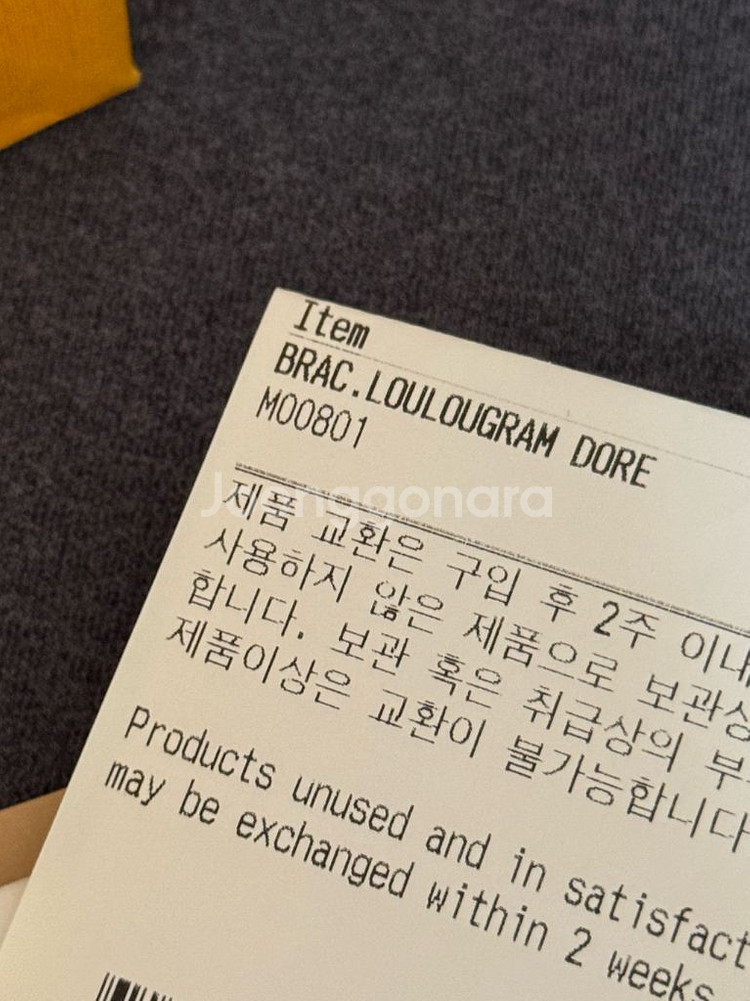 Item
BRAC.LOULOUGRAM DORE
M00801
Joonggonara
제품 교환은 구입 후 2주 이내
사용하지 않은 제품으로 보관상
합니다. 보관 혹은 취급상의 부
제품이상은 교환이 불가능합니다
Products unused and in satisfact
may be exchanged within 2 weeks